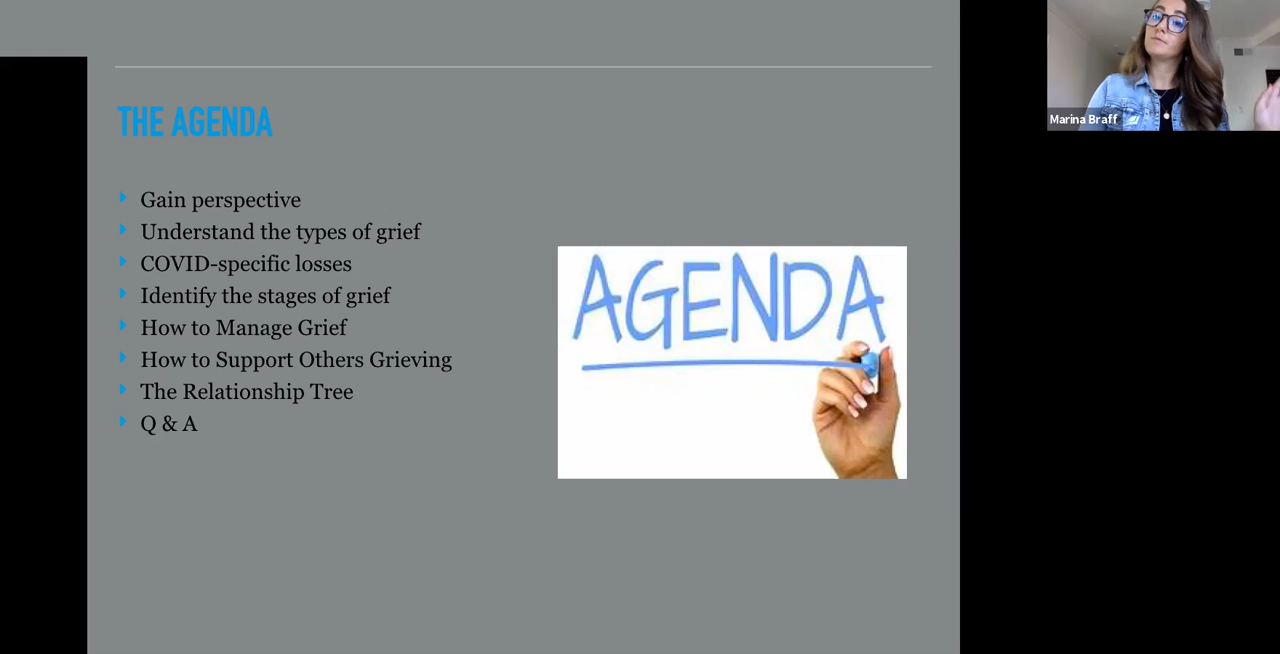 THE AGENDA
Gain perspective
Understand the types of grief
COVID-specific losses
Identify the stages of grief
How to Manage Grief
How to Support Others Grieving
The Relationship Tree
Q & A
AGENDA
Marina Braff